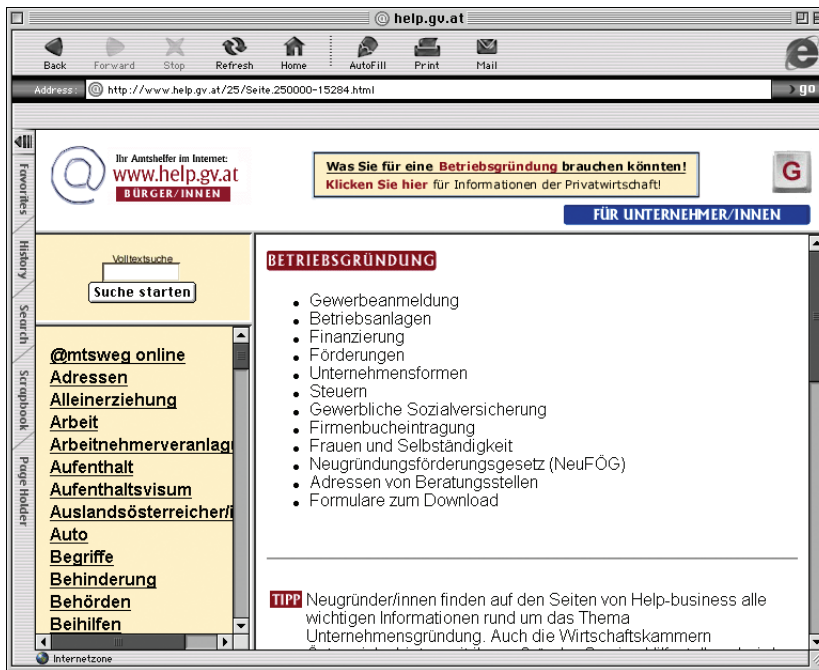 @ help.gv.at
Back Forward Stop Refresh Home AutoFill Print Mail
Address: @ http://www.help.gv.at/25/Seite.250000-15284.html go
Favorites
History
Search
Scrapbook
Page Holder
@
Ihr Amtshelfer im Internet:
www.help.gv.at
BÜRGER/INNEN
Was Sie für eine Betriebsgründung brauchen könnten!
Klicken Sie hier für Informationen der Privatwirtschaft!
G
FÜR UNTERNEHMER/INNEN
Volltextsuche
Suche starten
@mtsweg online
Adressen
Alleinerziehung
Arbeit
Arbeitnehmerveranlagu
Aufenthalt
Aufenthaltsvisum
Auslandsösterreicher/i
Auto
Begriffe
Behinderung
Behörden
Beihilfen
BETRIEBSGRÜNDUNG
• Gewerbeanmeldung
• Betriebsanlagen
• Finanzierung
• Förderungen
• Unternehmensformen
• Steuern
• Gewerbliche Sozialversicherung
• Firmenbucheintragung
• Frauen und Selbständigkeit
• Neugründungsförderungsgesetz (NeuFÖG)
• Adressen von Beratungsstellen
• Formulare zum Download
TIPP Neugründer/innen finden auf den Seiten von Help-business alle
wichtigen Informationen rund um das Thema
Unternehmensgründung. Auch die Wirtschaftskammern
Internetzone